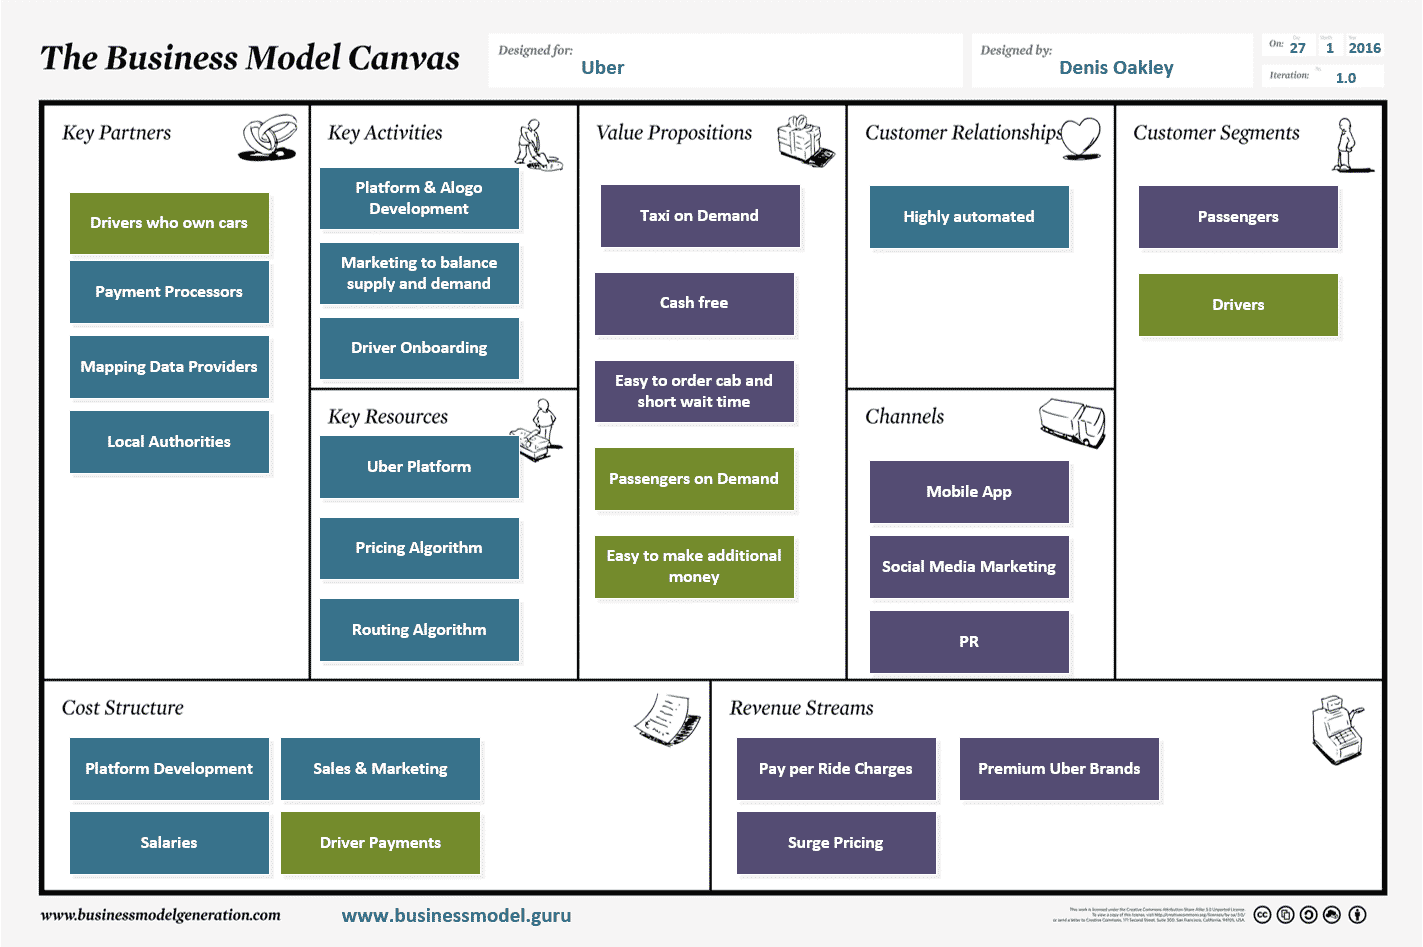 The Business Model Canvas
Designed for:
Uber
Designed by:
Denis Oakley
On:
27
1
2016
Iteration:
1.0
Key Partners
Drivers who own cars
Payment Processors
Mapping Data Providers
Local Authorities
Key Activities
Platform & Alogo
Development
Marketing to balance
supply and demand
Driver Onboarding
Key Resources
Uber Platform
Pricing Algorithm
Routing Algorithm
Value Propositions
Taxi on Demand
Cash free
Easy to order cab and
short wait time
Passengers on Demand
Easy to make additional
money
Customer Relationships
Highly automated
Channels
Mobile App
Social Media Marketing
PR
Customer Segments
Passengers
Drivers
Cost Structure
Platform Development
Sales & Marketing
Salaries
Driver Payments
Revenue Streams
Pay per Ride Charges
Premium Uber Brands
Surge Pricing
www.businessmodelgeneration.com
www.businessmodel.guru